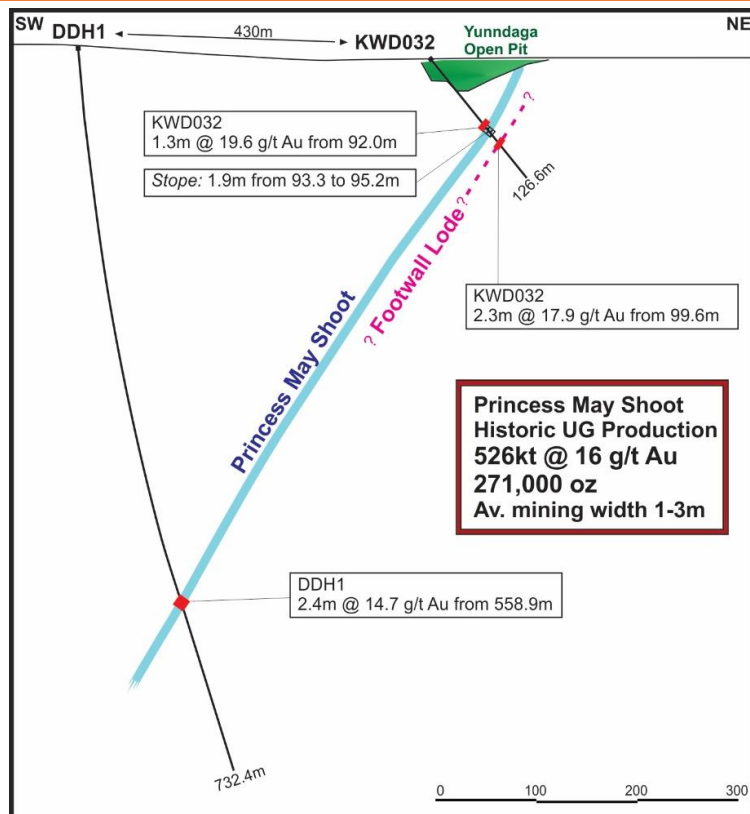 SW
DDH1
430m
KWD032
Yunndaga
Open Pit
NE
KWD032
1.3m @ 19.6 g/t Au from 92.0m
Stope: 1.9m from 93.3 to 95.2m
?
126.6m
? Footwall Lode ?
KWD032
2.3m @ 17.9 g/t Au from 99.6m
Princess May Shoot
Princess May Shoot
Historic UG Production
526kt @ 16 g/t Au
271,000 oz
Av. mining width 1-3m
DDH1
2.4m @ 14.7 g/t Au from 558.9m
732.4m
0 100 200 300